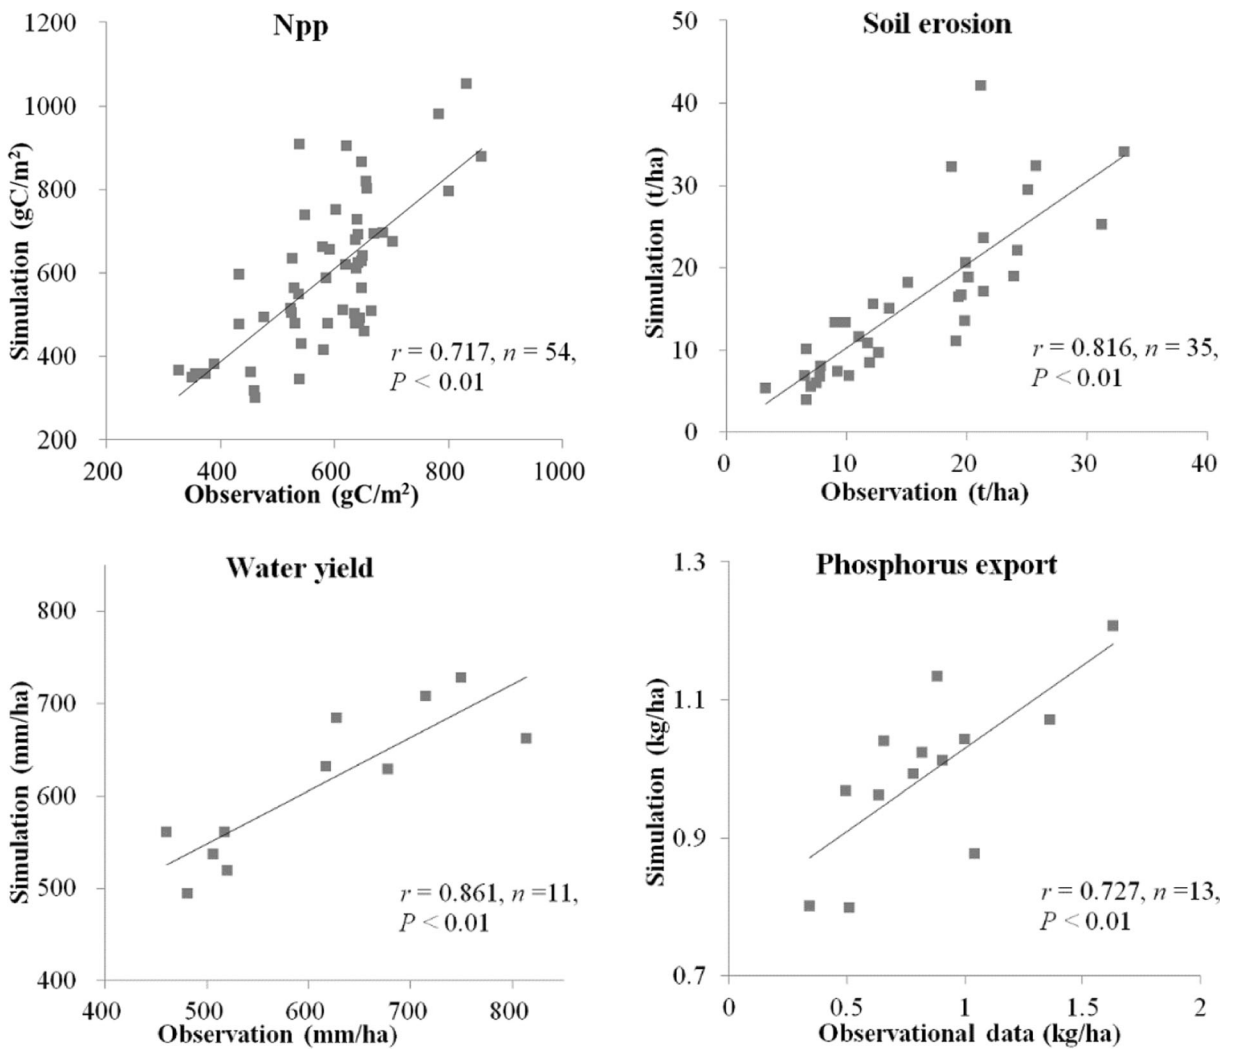 Npp
1200
1000
800
600
400
200
200 400 600 800 1000
Simulation (gC/m²)
Observation (gC/m²)
r = 0.717, n = 54,
P < 0.01
Soil erosion
50
40
30
20
10
0
0 10 20 30 40
Simulation (t/ha)
Observation (t/ha)
r = 0.816, n = 35,
P < 0.01
Water yield
800
700
600
500
400
400 500 600 700 800
Simulation (mm/ha)
Observation (mm/ha)
r = 0.861, n =11,
P < 0.01
Phosphorus export
1.3
1.1
0.9
0.7
0 0.5 1 1.5 2
Simulation (kg/ha)
Observational data (kg/ha)
r = 0.727, n =13,
P < 0.01